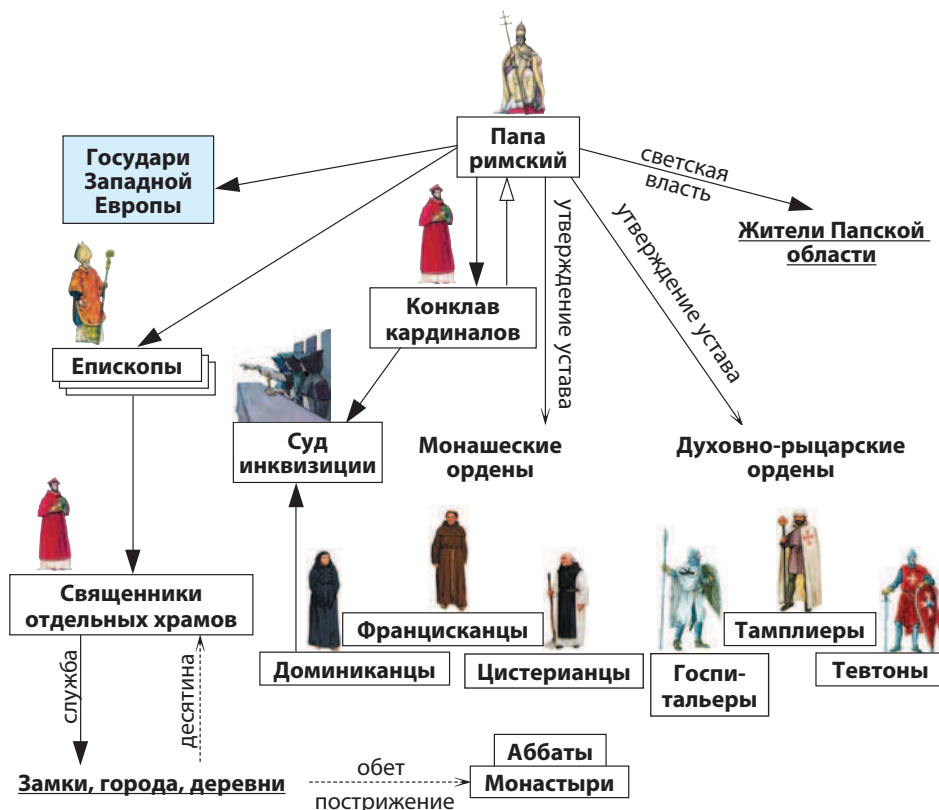 Папа
римский
Государи
Западной
Европы
светская
власть
Жители Папской
области
утверждение устава
утверждение устава
Конклав
кардиналов
Епископы
Суд
инквизиции
Монашеские
ордены
Духовно-рыцарские
ордены
Священники
отдельных храмов
Францисканцы
Доминиканцы
Цистерианцы
Тамплиеры
Госпи-
тальеры
Тевтоны
служба
десятина
Замки, города, деревни
обет
пострижение
Аббаты
Монастыри